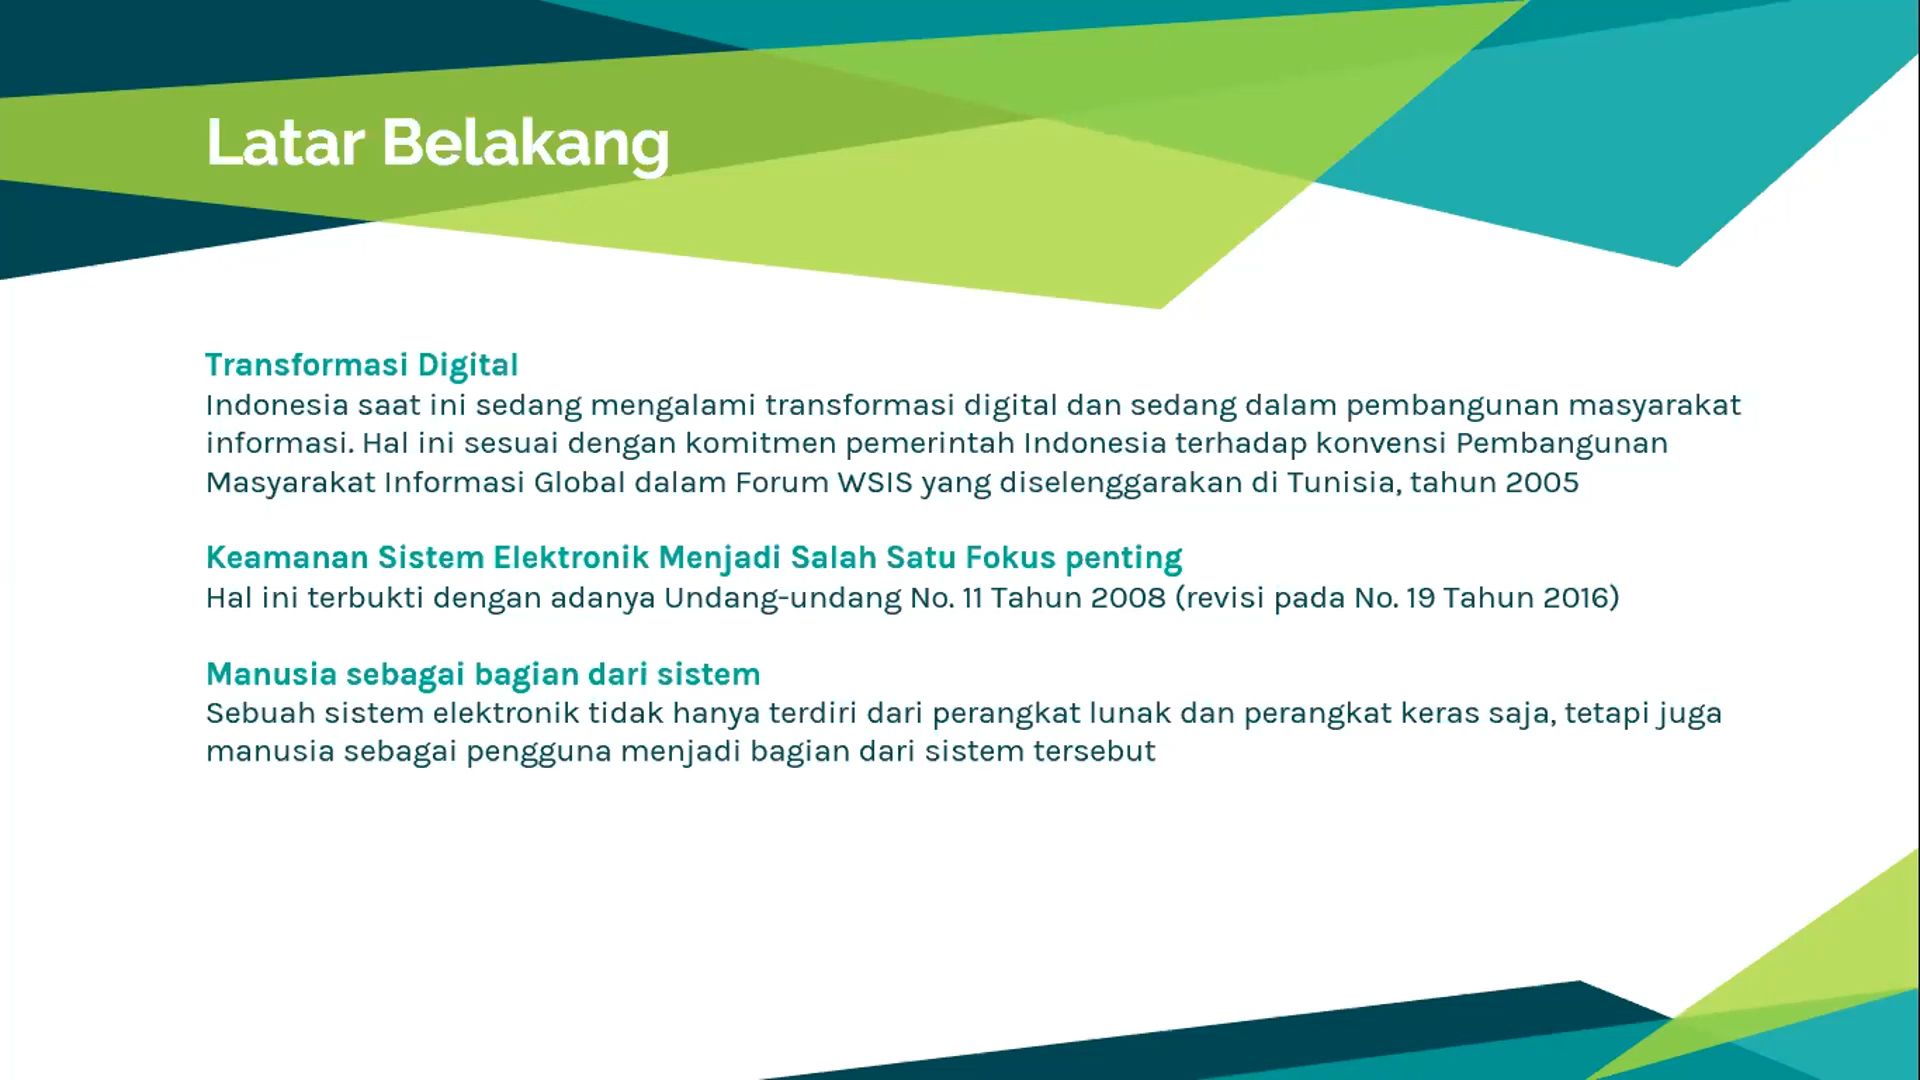 Latar Belakang
Transformasi Digital
Indonesia saat ini sedang mengalami transformasi digital dan sedang dalam pembangunan masyarakat
informasi. Hal ini sesuai dengan komitmen pemerintah Indonesia terhadap konvensi Pembangunan
Masyarakat Informasi Global dalam Forum WSIS yang diselenggarakan di Tunisia, tahun 2005
Keamanan Sistem Elektronik Menjadi Salah Satu Fokus penting
Hal ini terbukti dengan adanya Undang-undang No. 11 Tahun 2008 (revisi pada No. 19 Tahun 2016)
Manusia sebagai bagian dari sistem
Sebuah sistem elektronik tidak hanya terdiri dari perangkat lunak dan perangkat keras saja, tetapi juga
manusia sebagai pengguna menjadi bagian dari sistem tersebut